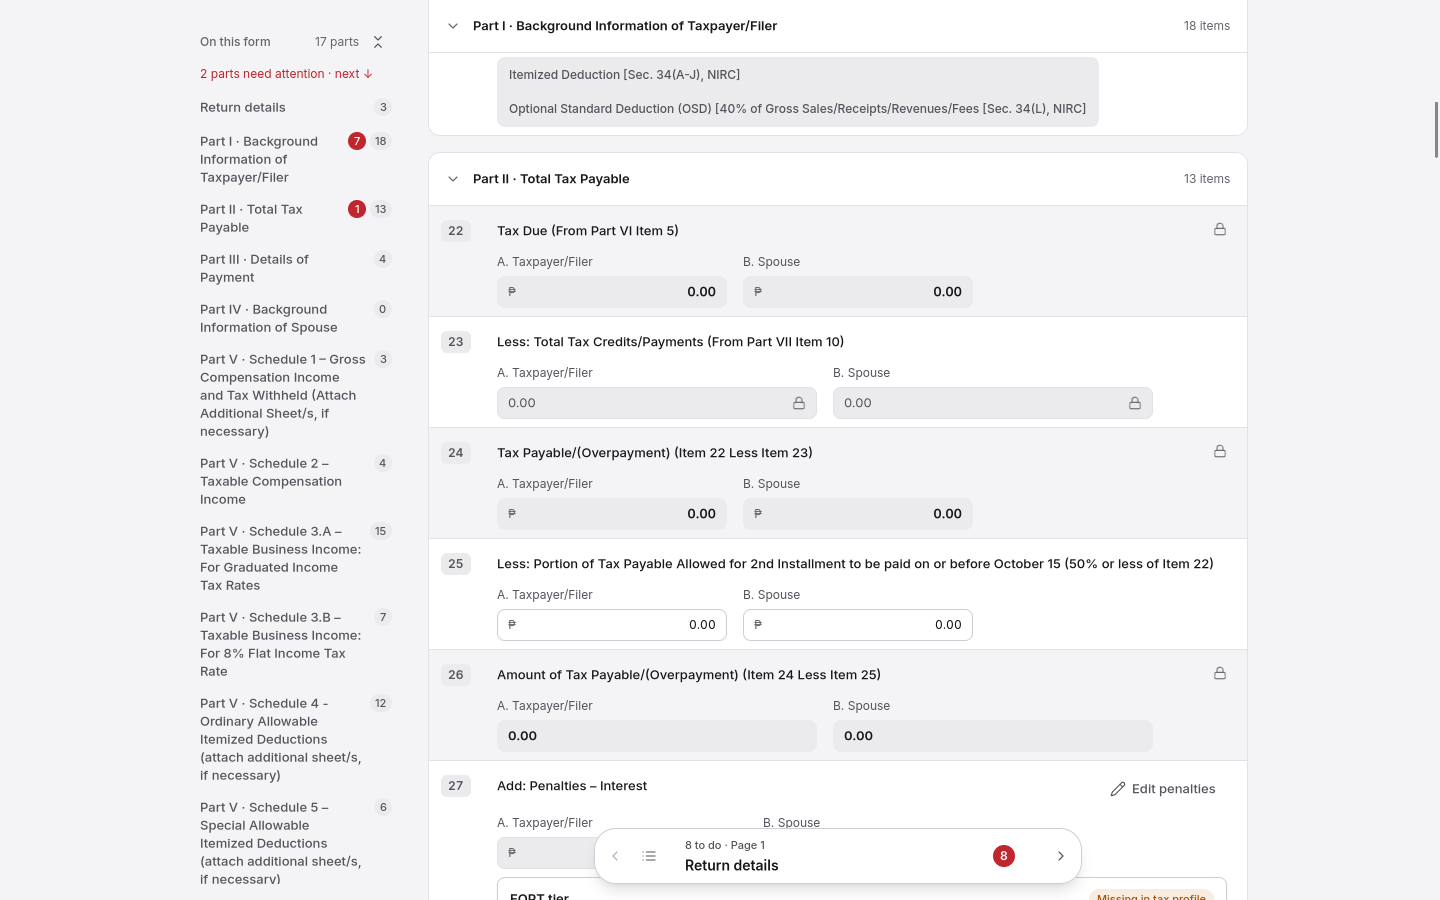 On this form
17 parts
2 parts need attention · next ↓
Return details
3
Part I · Background
Information of
Taxpayer/Filer
7
18
Part II · Total Tax
Payable
1
13
Part III · Details of
Payment
4
Part IV · Background
Information of Spouse
0
Part V · Schedule 1 – Gross
Compensation Income
and Tax Withheld (Attach
Additional Sheet/s, if
necessary)
3
Part V · Schedule 2 –
Taxable Compensation
Income
4
Part V · Schedule 3.A –
Taxable Business Income:
For Graduated Income
Tax Rates
15
Part V · Schedule 3.B –
Taxable Business Income:
For 8% Flat Income Tax
Rate
7
Part V · Schedule 4 -
Ordinary Allowable
Itemized Deductions
(attach additional sheet/s,
if necessary)
12
Part V · Schedule 5 –
Special Allowable
Itemized Deductions
(attach additional sheet/s,
if necessary)
6
Part I · Background Information of Taxpayer/Filer
18 items
Itemized Deduction [Sec. 34(A-J), NIRC]
Optional Standard Deduction (OSD) [40% of Gross Sales/Receipts/Revenues/Fees [Sec. 34(L), NIRC]
Part II · Total Tax Payable
13 items
22
Tax Due (From Part VI Item 5)
A. Taxpayer/Filer
B. Spouse
₱ 0.00
₱ 0.00
23
Less: Total Tax Credits/Payments (From Part VII Item 10)
A. Taxpayer/Filer
B. Spouse
0.00
0.00
24
Tax Payable/(Overpayment) (Item 22 Less Item 23)
A. Taxpayer/Filer
B. Spouse
₱ 0.00
₱ 0.00
25
Less: Portion of Tax Payable Allowed for 2nd Installment to be paid on or before October 15 (50% or less of Item 22)
A. Taxpayer/Filer
B. Spouse
₱ 0.00
₱ 0.00
26
Amount of Tax Payable/(Overpayment) (Item 24 Less Item 25)
A. Taxpayer/Filer
B. Spouse
0.00
0.00
27
Add: Penalties – Interest
Edit penalties
A. Taxpayer/Filer
B. Spouse
₱
8 to do · Page 1
Return details
8
EOPT tier
Missing in tax profile